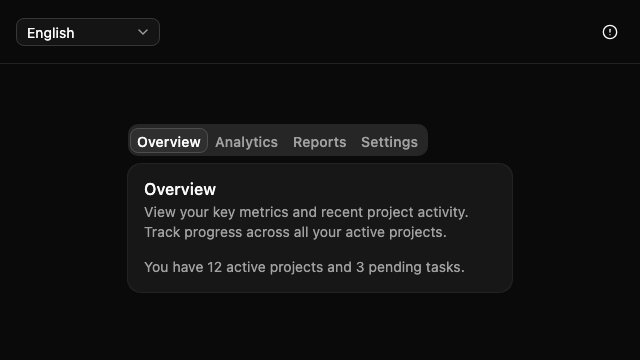 English
Overview Analytics Reports Settings
Overview
View your key metrics and recent project activity.
Track progress across all your active projects.
You have 12 active projects and 3 pending tasks.